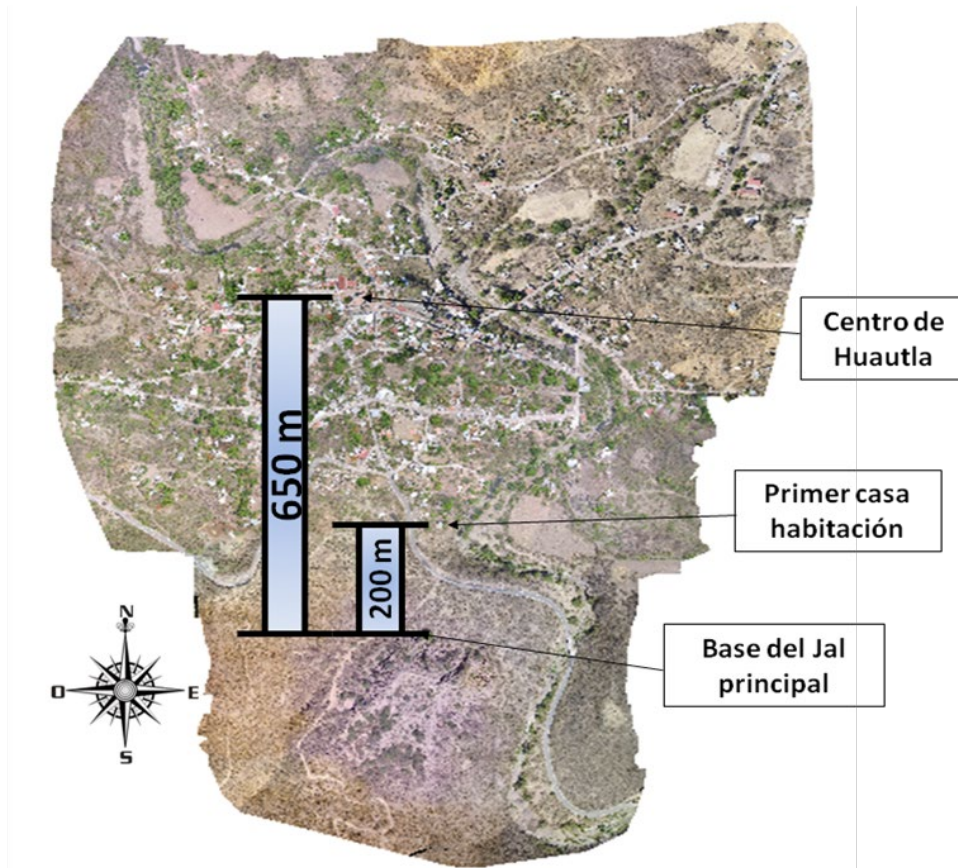 Centro de
Huautla
650 m
Primer casa
habitación
200 m
Base del Jal
principal
N
O
E
S